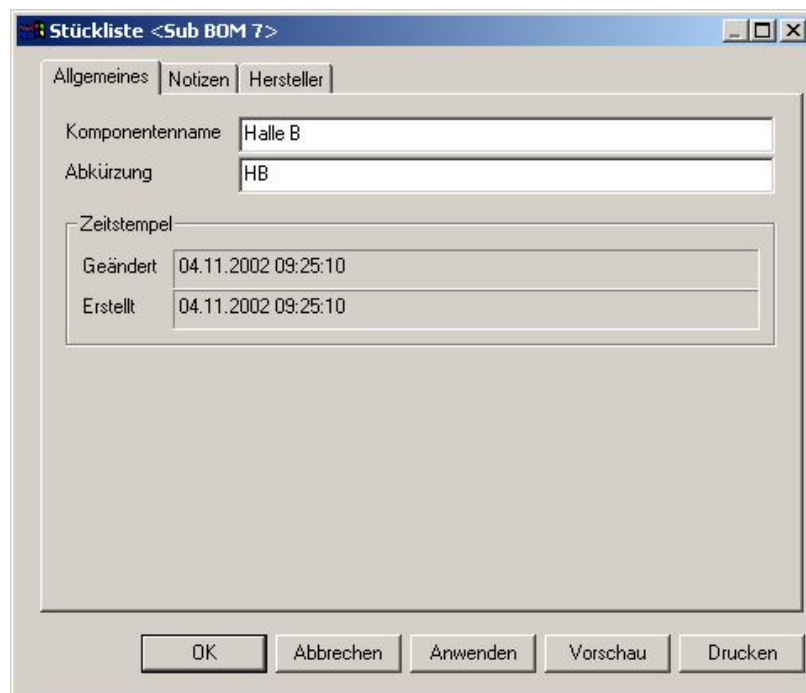 Stückliste <Sub BOM 7>
Allgemeines Notizen Hersteller
Komponentenname Halle B
Abkürzung HB
Zeitstempel
Geändert 04.11.2002 09:25:10
Erstellt 04.11.2002 09:25:10
OK Abbrechen Anwenden Vorschau Drucken